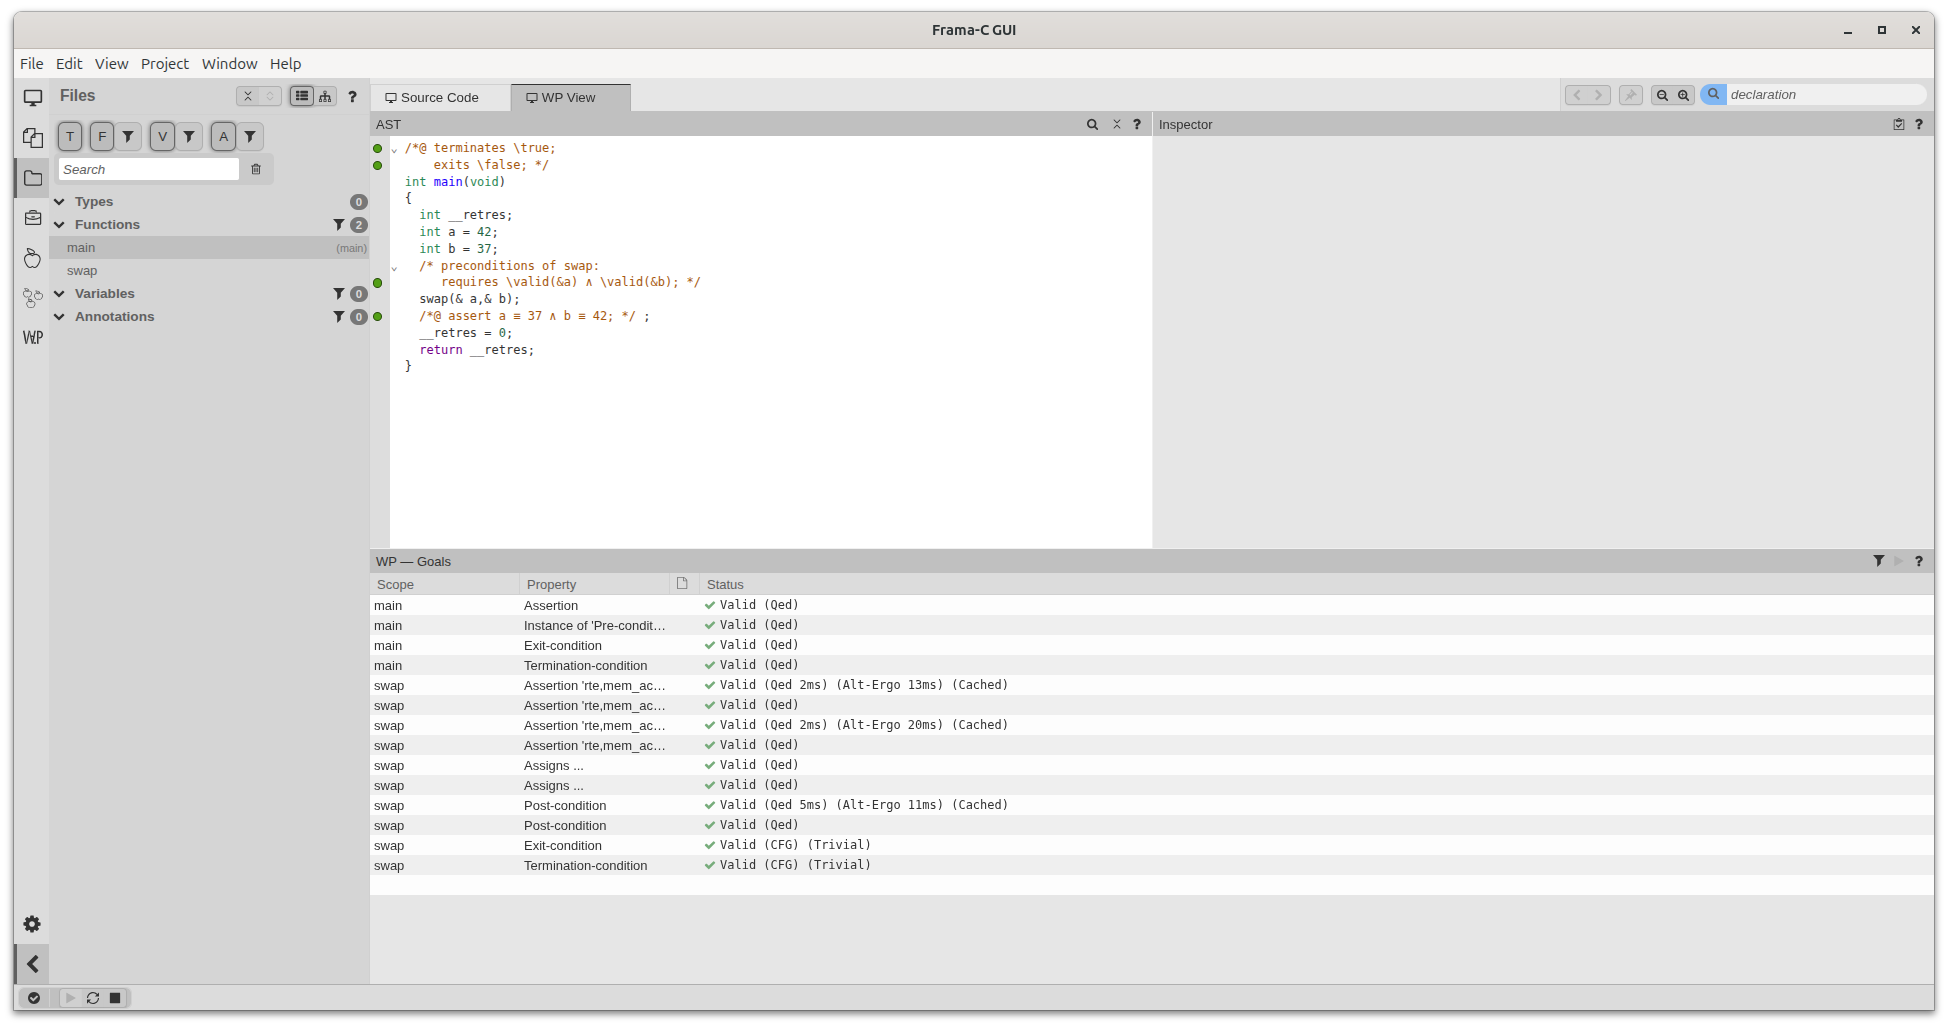 Frama-C GUI
File Edit View Project Window Help
Files
?
Source Code
WP View
declaration
T F V A
AST
?
Inspector
?
Search
Types 0
Functions 2
main (main)
swap
Variables 0
Annotations 0
WP
/*@ terminates \true;
exits \false; */
int main(void)
{
int __retres;
int a = 42;
int b = 37;
/* preconditions of swap:
requires \valid(&a) ∧ \valid(&b); */
swap(& a,& b);
/*@ assert a ≡ 37 ∧ b ≡ 42; */ ;
__retres = 0;
return __retres;
}
WP — Goals
?
Scope Property Status
main Assertion Valid (Qed)
main Instance of 'Pre-condit… Valid (Qed)
main Exit-condition Valid (Qed)
main Termination-condition Valid (Qed)
swap Assertion 'rte,mem_ac… Valid (Qed 2ms) (Alt-Ergo 13ms) (Cached)
swap Assertion 'rte,mem_ac… Valid (Qed)
swap Assertion 'rte,mem_ac… Valid (Qed 2ms) (Alt-Ergo 20ms) (Cached)
swap Assertion 'rte,mem_ac… Valid (Qed)
swap Assigns ... Valid (Qed)
swap Assigns ... Valid (Qed)
swap Post-condition Valid (Qed 5ms) (Alt-Ergo 11ms) (Cached)
swap Post-condition Valid (Qed)
swap Exit-condition Valid (CFG) (Trivial)
swap Termination-condition Valid (CFG) (Trivial)